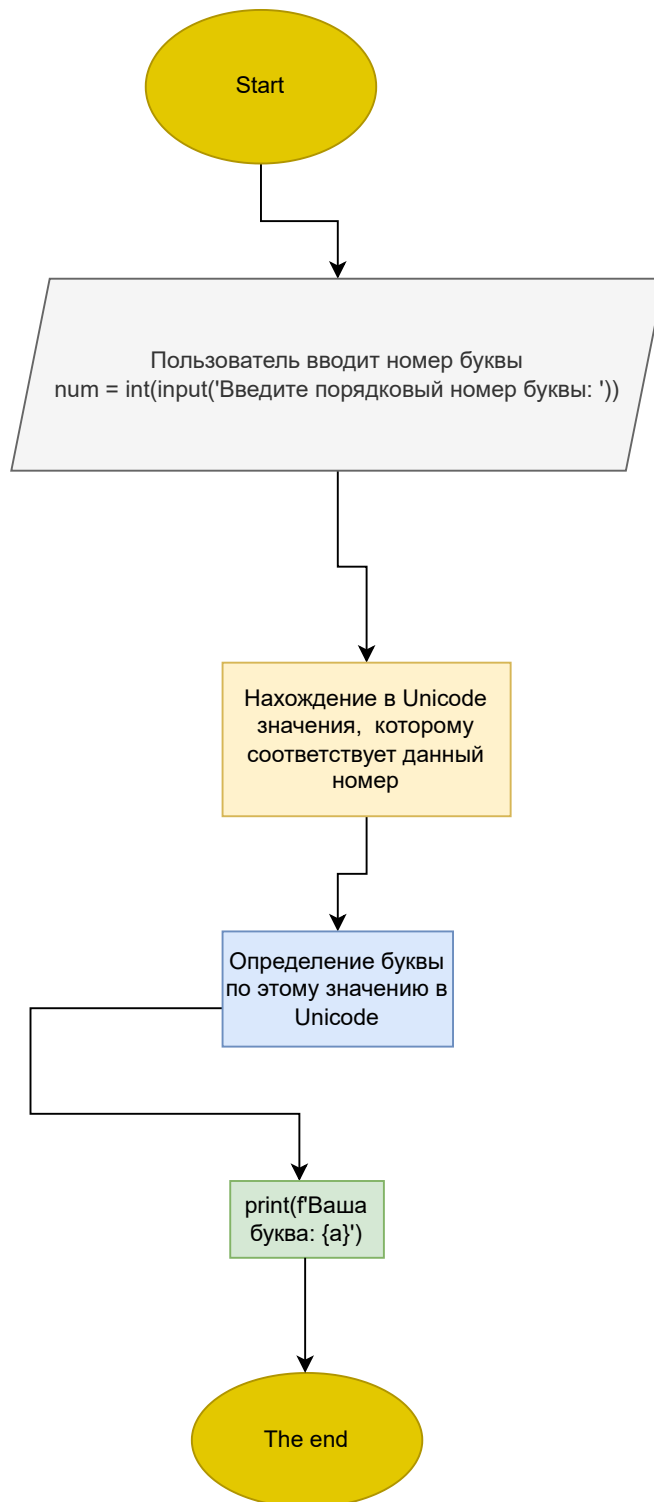 Start
Пользователь вводит номер буквы
num = int(input('Введите порядковый номер буквы: '))
Нахождение в Unicode
значения,  которому
соответствует данный
номер
Определение буквы
по этому значению в
Unicode
print(f'Ваша
буква: {a}')
The end